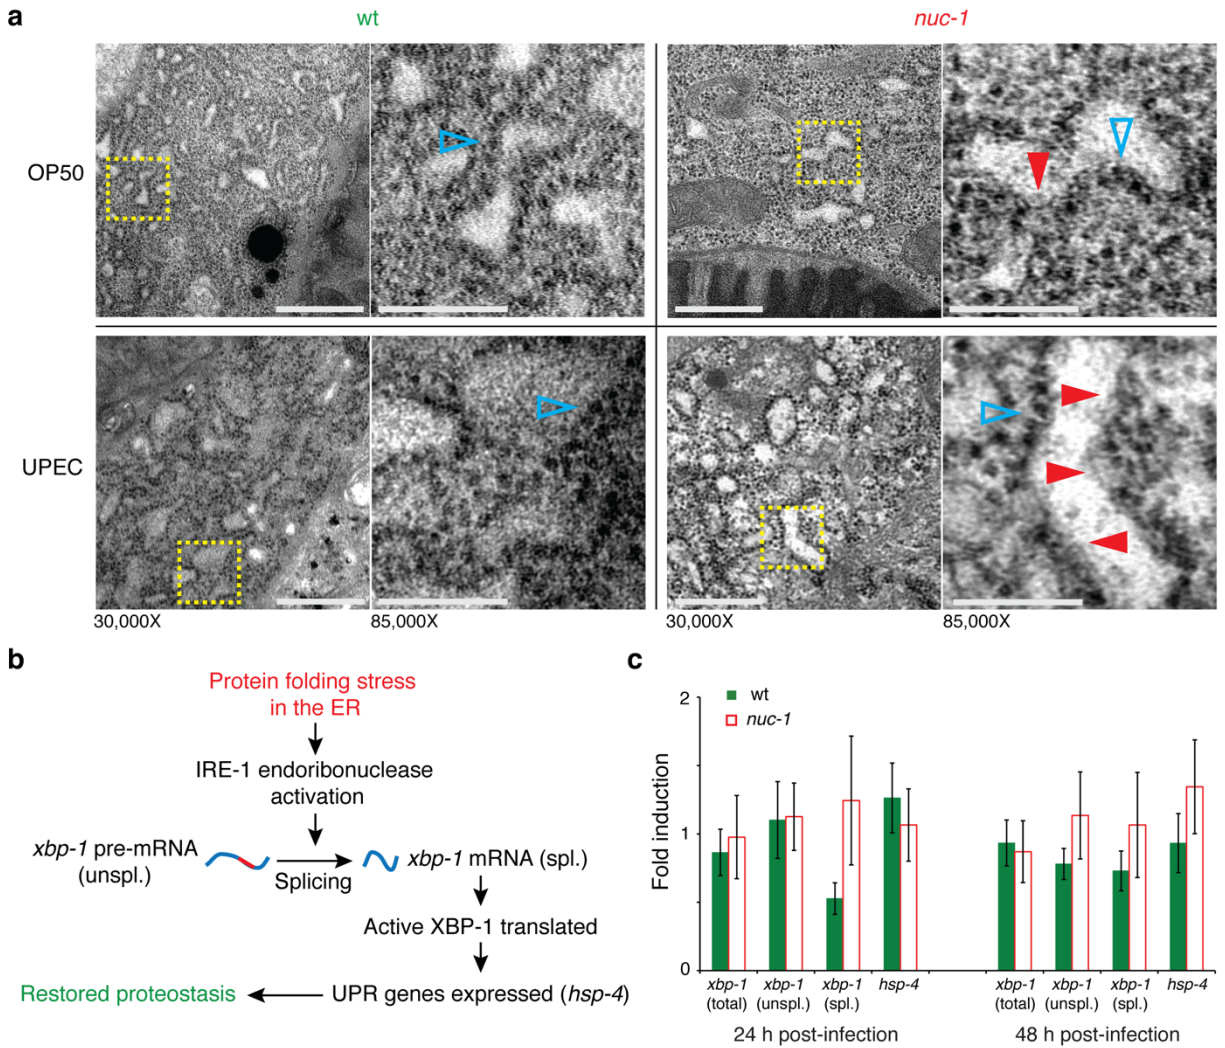 a
wt
nuc-1
OP50
UPEC
30,000X
85,000X
30,000X
85,000X
b
Protein folding stress
in the ER
IRE-1 endoribonuclease
activation
xbp-1 pre-mRNA
(unspl.)
Splicing
xbp-1 mRNA (spl.)
Active XBP-1 translated
UPR genes expressed (hsp-4)
Restored proteostasis
c
2
1
0
Fold induction
wt
nuc-1
xbp-1
(total)
xbp-1
(unspl.)
xbp-1
(spl.)
hsp-4
xbp-1
(total)
xbp-1
(unspl.)
xbp-1
(spl.)
hsp-4
24 h post-infection
48 h post-infection